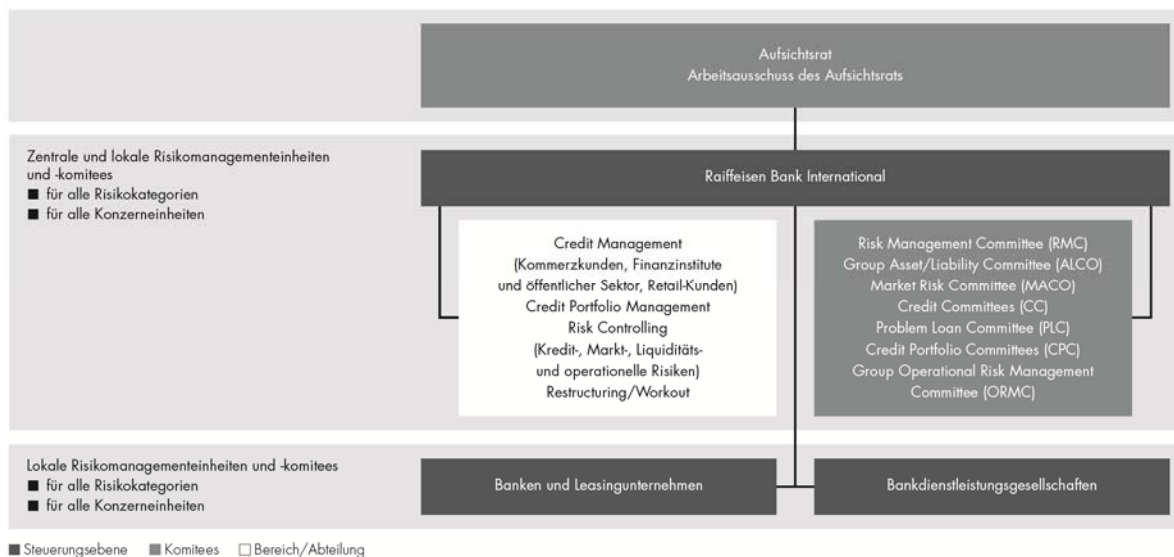 Aufsichtsrat
Arbeitsausschuss des Aufsichtsrats
Zentrale und lokale Risikomanagementeinheiten
und -komitees
■ für alle Risikokategorien
■ für alle Konzerneinheiten
Raiffeisen Bank International
Credit Management
(Kommerzkunden, Finanzinstitute
und öffentlicher Sektor, Retail-Kunden)
Credit Portfolio Management
Risk Controlling
(Kredit-, Markt-, Liquiditäts-
und operationelle Risiken)
Restructuring/Workout
Risk Management Committee (RMC)
Group Asset/Liability Committee (ALCO)
Market Risk Committee (MACO)
Credit Committees (CC)
Problem Loan Committee (PLC)
Credit Portfolio Committees (CPC)
Group Operational Risk Management
Committee (ORMC)
Lokale Risikomanagementeinheiten und -komitees
■ für alle Risikokategorien
■ für alle Konzerneinheiten
Banken und Leasingunternehmen
Bankdienstleistungsgesellschaften
■ Steuerungsebene ■ Komitees □ Bereich/Abteilung